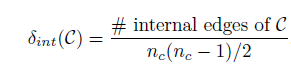 δ_int(C) = # internal edges of C / n_c(n_c − 1)/2